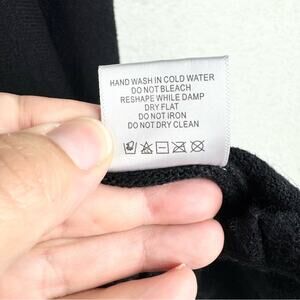 HAND WASH IN COLD WATER
DO NOT BLEACH
RESHAPE WHILE DAMP
DRY FLAT
DO NOT IRON
DO NOT DRY CLEAN